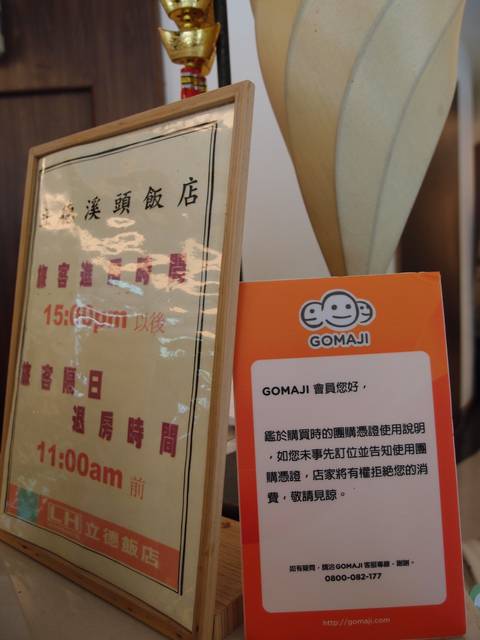 立德溪頭飯店
旅客進房時間
15:00pm 以後
旅客隔日
退房時間
11:00am 前
LH 立德飯店
GOMAJI
GOMAJI 會員您好，
鑑於購買時的團購憑證使用說明
，如您未事先訂位並告知使用團
購憑證，店家將有權拒絕您的消
費，敬請見諒。
如有疑問，請洽GOMAJI 客服專線，謝謝。
0800-082-177
http://gomaji.com